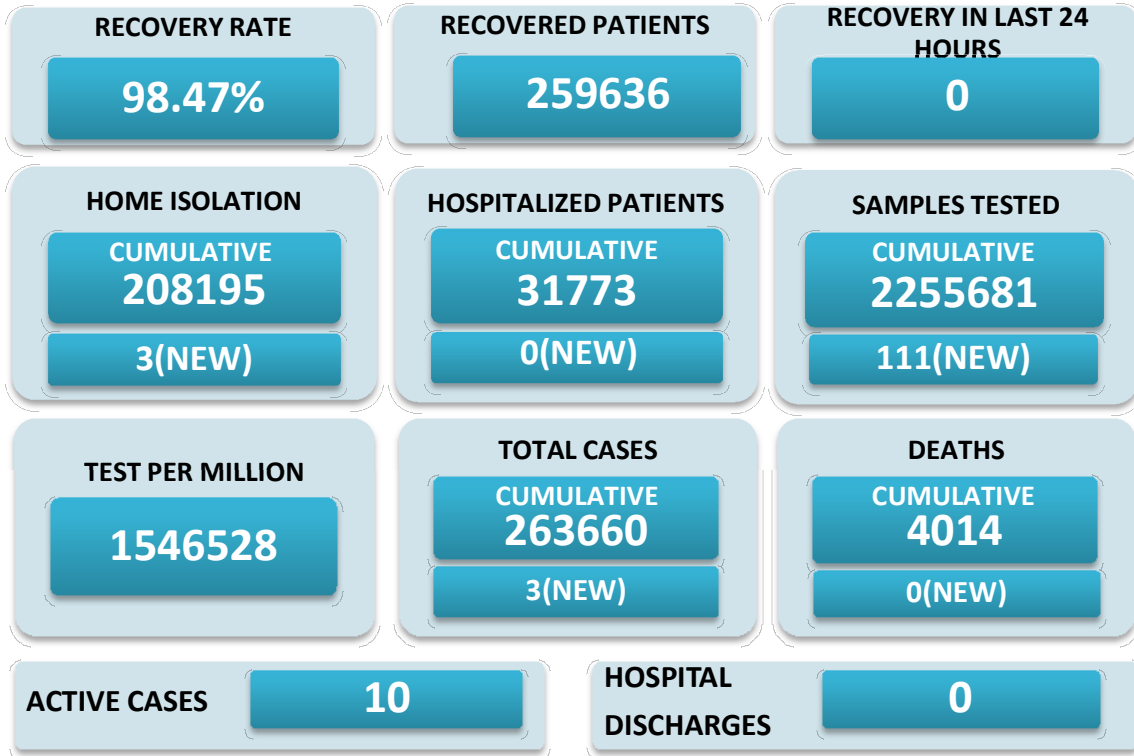 RECOVERY RATE
98.47%
RECOVERED PATIENTS
259636
RECOVERY IN LAST 24
HOURS
0
HOME ISOLATION
CUMULATIVE
208195
3(NEW)
HOSPITALIZED PATIENTS
CUMULATIVE
31773
0(NEW)
SAMPLES TESTED
CUMULATIVE
2255681
111(NEW)
TEST PER MILLION
1546528
TOTAL CASES
CUMULATIVE
263660
3(NEW)
DEATHS
CUMULATIVE
4014
0(NEW)
ACTIVE CASES
10
HOSPITAL
DISCHARGES
0